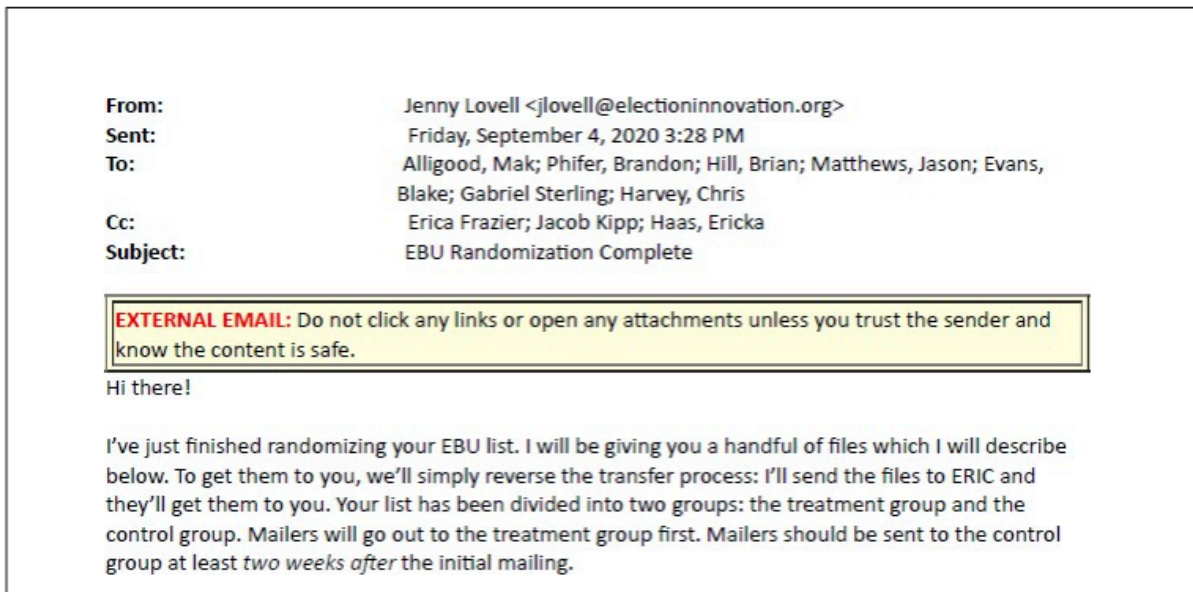 From: Jenny Lovell <jlovell@electioninnovation.org>
Sent: Friday, September 4, 2020 3:28 PM
To: Alligood, Mak; Phifer, Brandon; Hill, Brian; Matthews, Jason; Evans,
Blake; Gabriel Sterling; Harvey, Chris
Cc: Erica Frazier; Jacob Kipp; Haas, Ericka
Subject: EBU Randomization Complete
EXTERNAL EMAIL: Do not click any links or open any attachments unless you trust the sender and
know the content is safe.
Hi there!
I’ve just finished randomizing your EBU list. I will be giving you a handful of files which I will describe
below. To get them to you, we’ll simply reverse the transfer process: I’ll send the files to ERIC and
they’ll get them to you. Your list has been divided into two groups: the treatment group and the
control group. Mailers will go out to the treatment group first. Mailers should be sent to the control
group at least two weeks after the initial mailing.